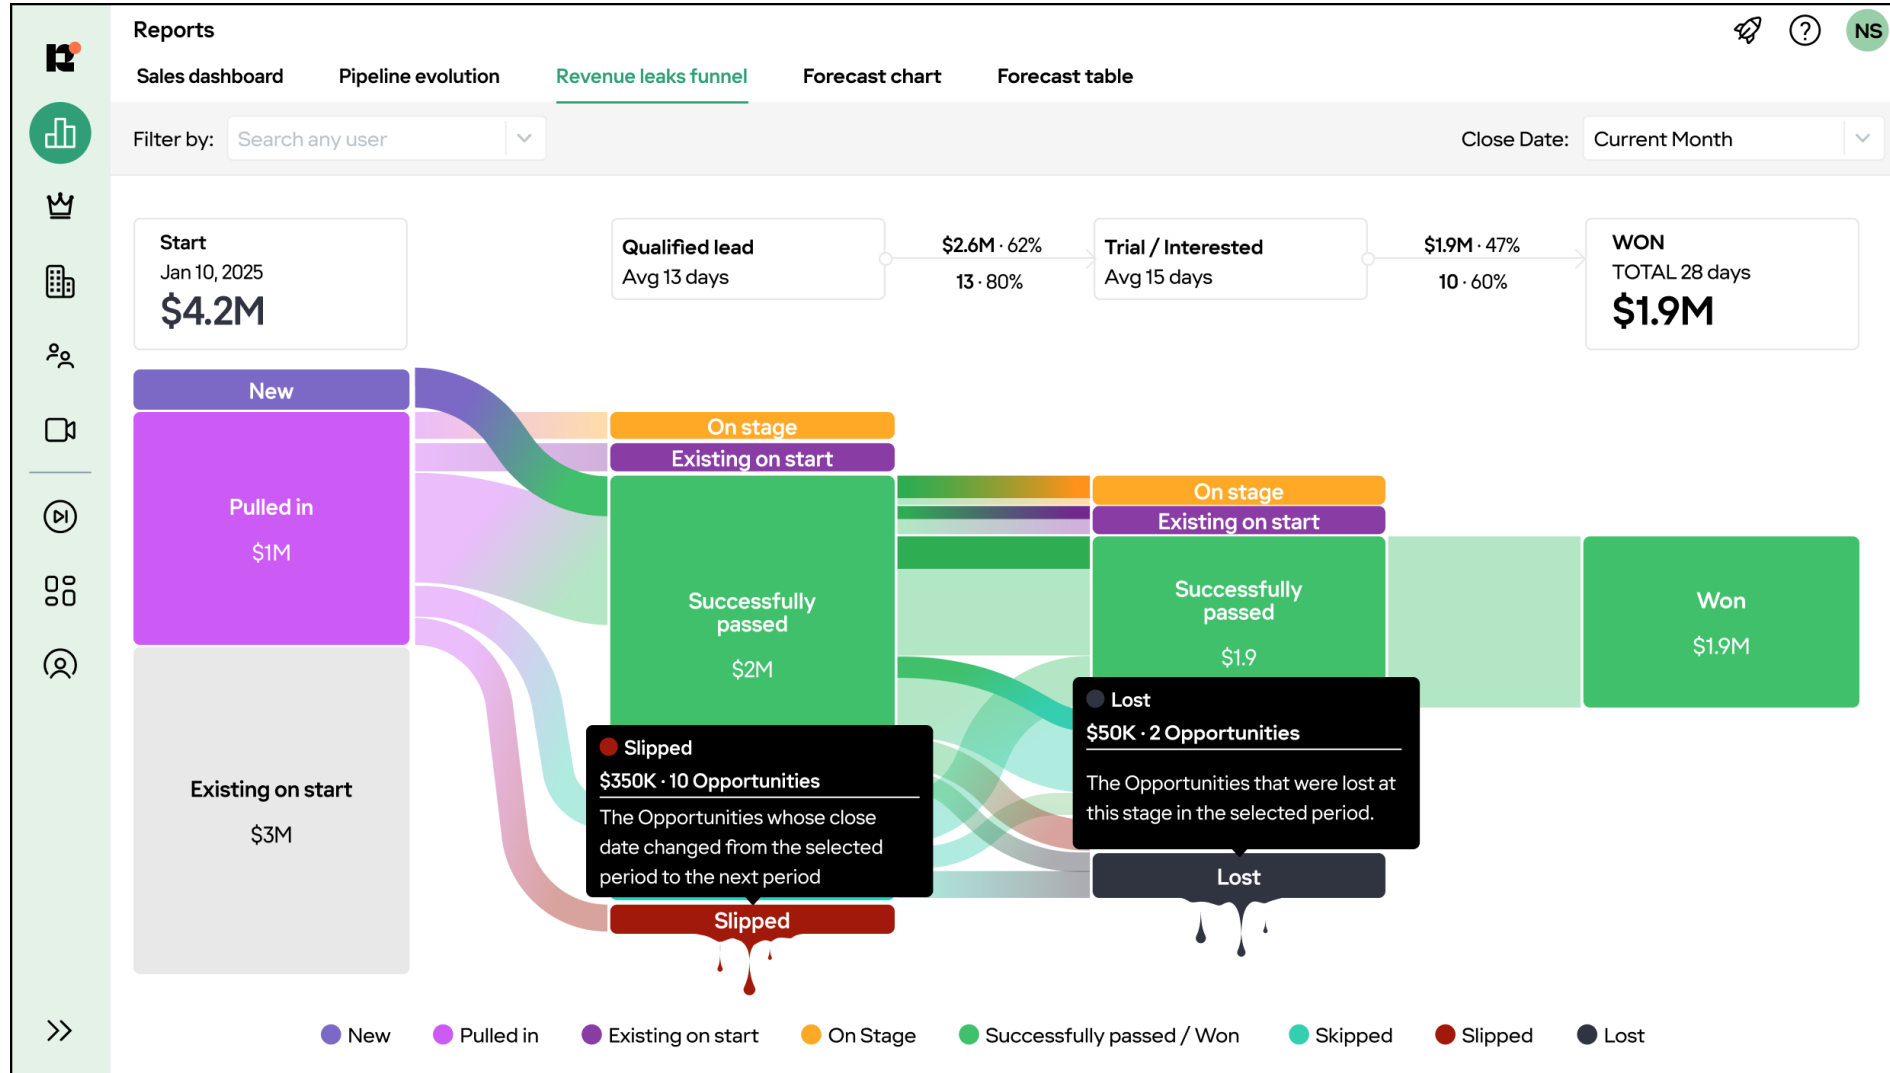 Reports
NS
Sales dashboard
Pipeline evolution
Revenue leaks funnel
Forecast chart
Forecast table
Filter by:
Search any user
Close Date:
Current Month
Start
Jan 10, 2025
$4.2M
Qualified lead
Avg 13 days
$2.6M · 62%
13 · 80%
Trial / Interested
Avg 15 days
$1.9M · 47%
10 · 60%
WON
TOTAL 28 days
$1.9M
New
Pulled in
$1M
Existing on start
$3M
On stage
Existing on start
Successfully
passed
$2M
Slipped
$350K · 10 Opportunities
The Opportunities whose close
date changed from the selected
period to the next period
Slipped
On stage
Existing on start
Successfully
passed
$1.9
Lost
$50K · 2 Opportunities
The Opportunities that were lost at
this stage in the selected period.
Lost
Won
$1.9M
New
Pulled in
Existing on start
On Stage
Successfully passed / Won
Skipped
Slipped
Lost